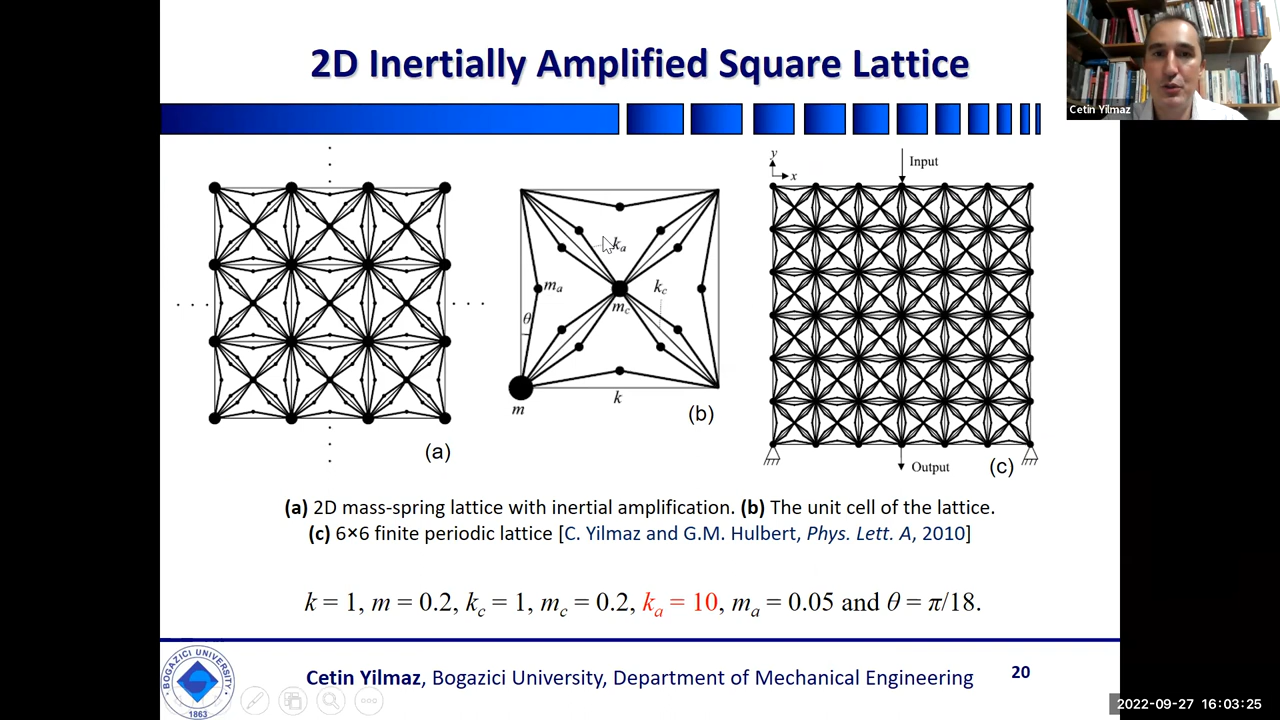 2D Inertially Amplified Square Lattice
Cetin Yilmaz
y
x
Input
k_a
m_a
k_c
m_c
θ
m
k
(b)
(a)
Output
(c)
(a) 2D mass-spring lattice with inertial amplification. (b) The unit cell of the lattice.
(c) 6×6 finite periodic lattice [C. Yilmaz and G.M. Hulbert, Phys. Lett. A, 2010]
k = 1, m = 0.2, k_c = 1, m_c = 0.2, k_a = 10, m_a = 0.05 and θ = π/18.
BOGAZICI UNIVERSITY
1863
Cetin Yilmaz, Bogazici University, Department of Mechanical Engineering
20
2022-09-27 16:03:25